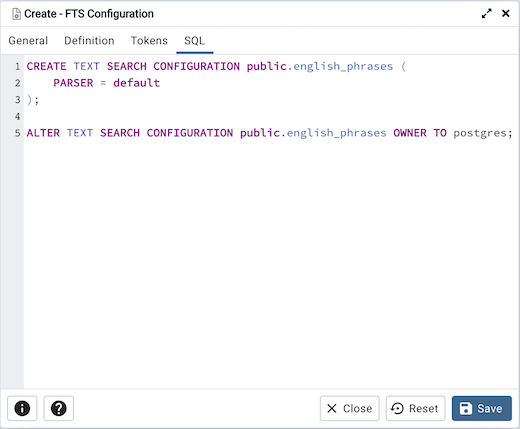 Create - FTS Configuration
General Definition Tokens SQL
1 CREATE TEXT SEARCH CONFIGURATION public.english_phrases (
2     PARSER = default
3 );
4
5 ALTER TEXT SEARCH CONFIGURATION public.english_phrases OWNER TO postgres;
Close Reset Save